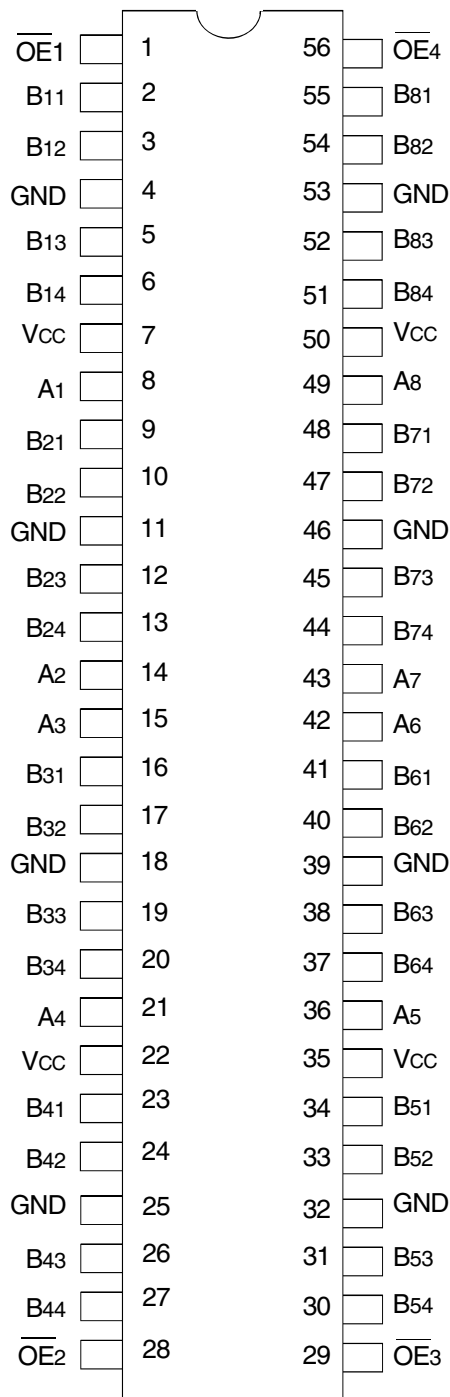 OE1 1 56 OE4
B11 2 55 B81
B12 3 54 B82
GND 4 53 GND
B13 5 52 B83
B14 6 51 B84
VCC 7 50 VCC
A1 8 49 A8
B21 9 48 B71
B22 10 47 B72
GND 11 46 GND
B23 12 45 B73
B24 13 44 B74
A2 14 43 A7
A3 15 42 A6
B31 16 41 B61
B32 17 40 B62
GND 18 39 GND
B33 19 38 B63
B34 20 37 B64
A4 21 36 A5
VCC 22 35 VCC
B41 23 34 B51
B42 24 33 B52
GND 25 32 GND
B43 26 31 B53
B44 27 30 B54
OE2 28 29 OE3